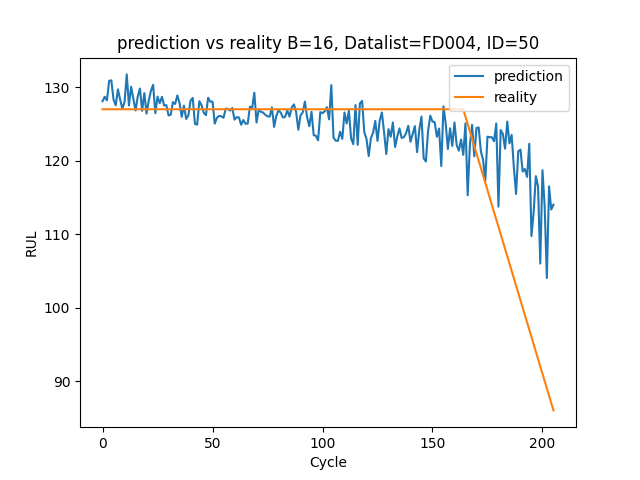 prediction vs reality B=16, Datalist=FD004, ID=50
prediction
reality
130
120
110
100
90
RUL
0 50 100 150 200
Cycle